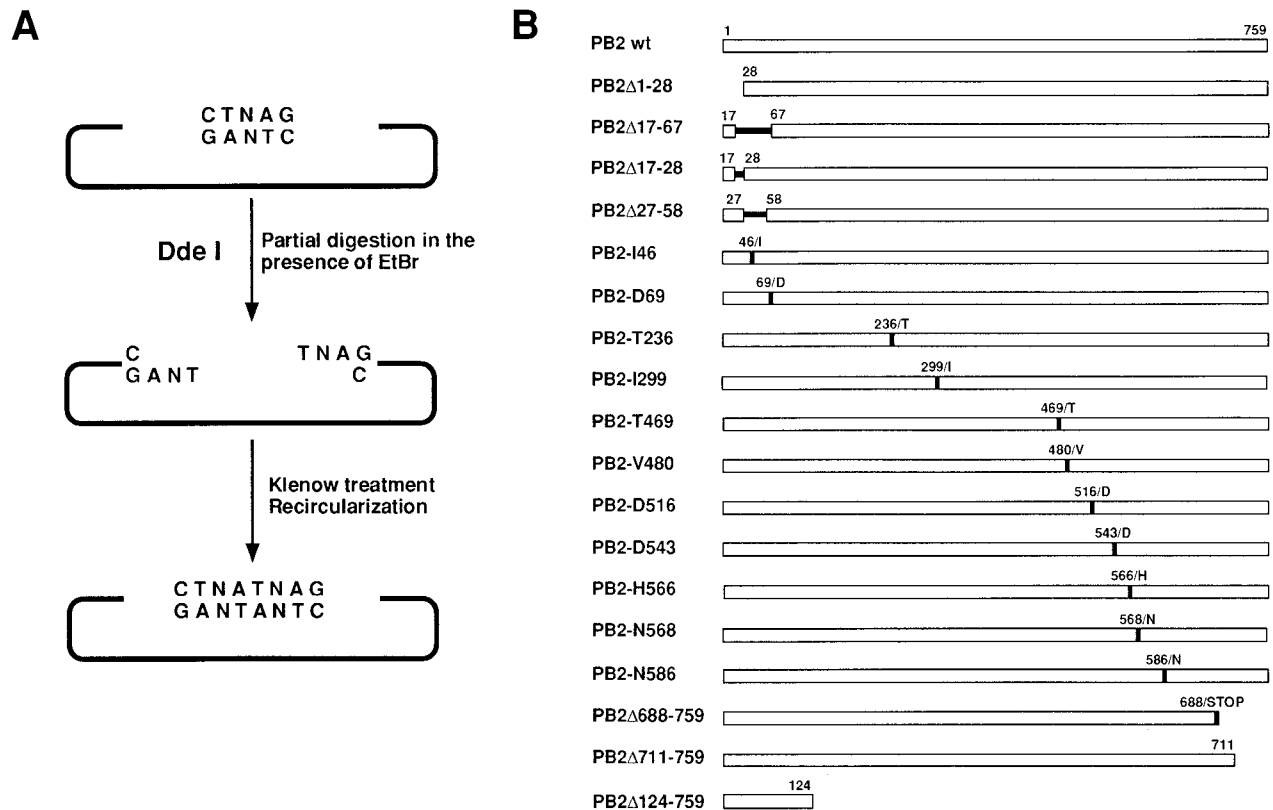 A
CTNAG
GANTC
Dde I
Partial digestion in the
presence of EtBr
C
GANT
TNAG
C
Klenow treatment
Recircularization
CTNATNAG
GANTANTC
B
PB2 wt
1
759
PB2Δ1-28
28
PB2Δ17-67
17
67
PB2Δ17-28
17
28
PB2Δ27-58
27
58
PB2-I46
46/I
PB2-D69
69/D
PB2-T236
236/T
PB2-I299
299/I
PB2-T469
469/T
PB2-V480
480/V
PB2-D516
516/D
PB2-D543
543/D
PB2-H566
566/H
PB2-N568
568/N
PB2-N586
586/N
PB2Δ688-759
688/STOP
PB2Δ711-759
711
PB2Δ124-759
124